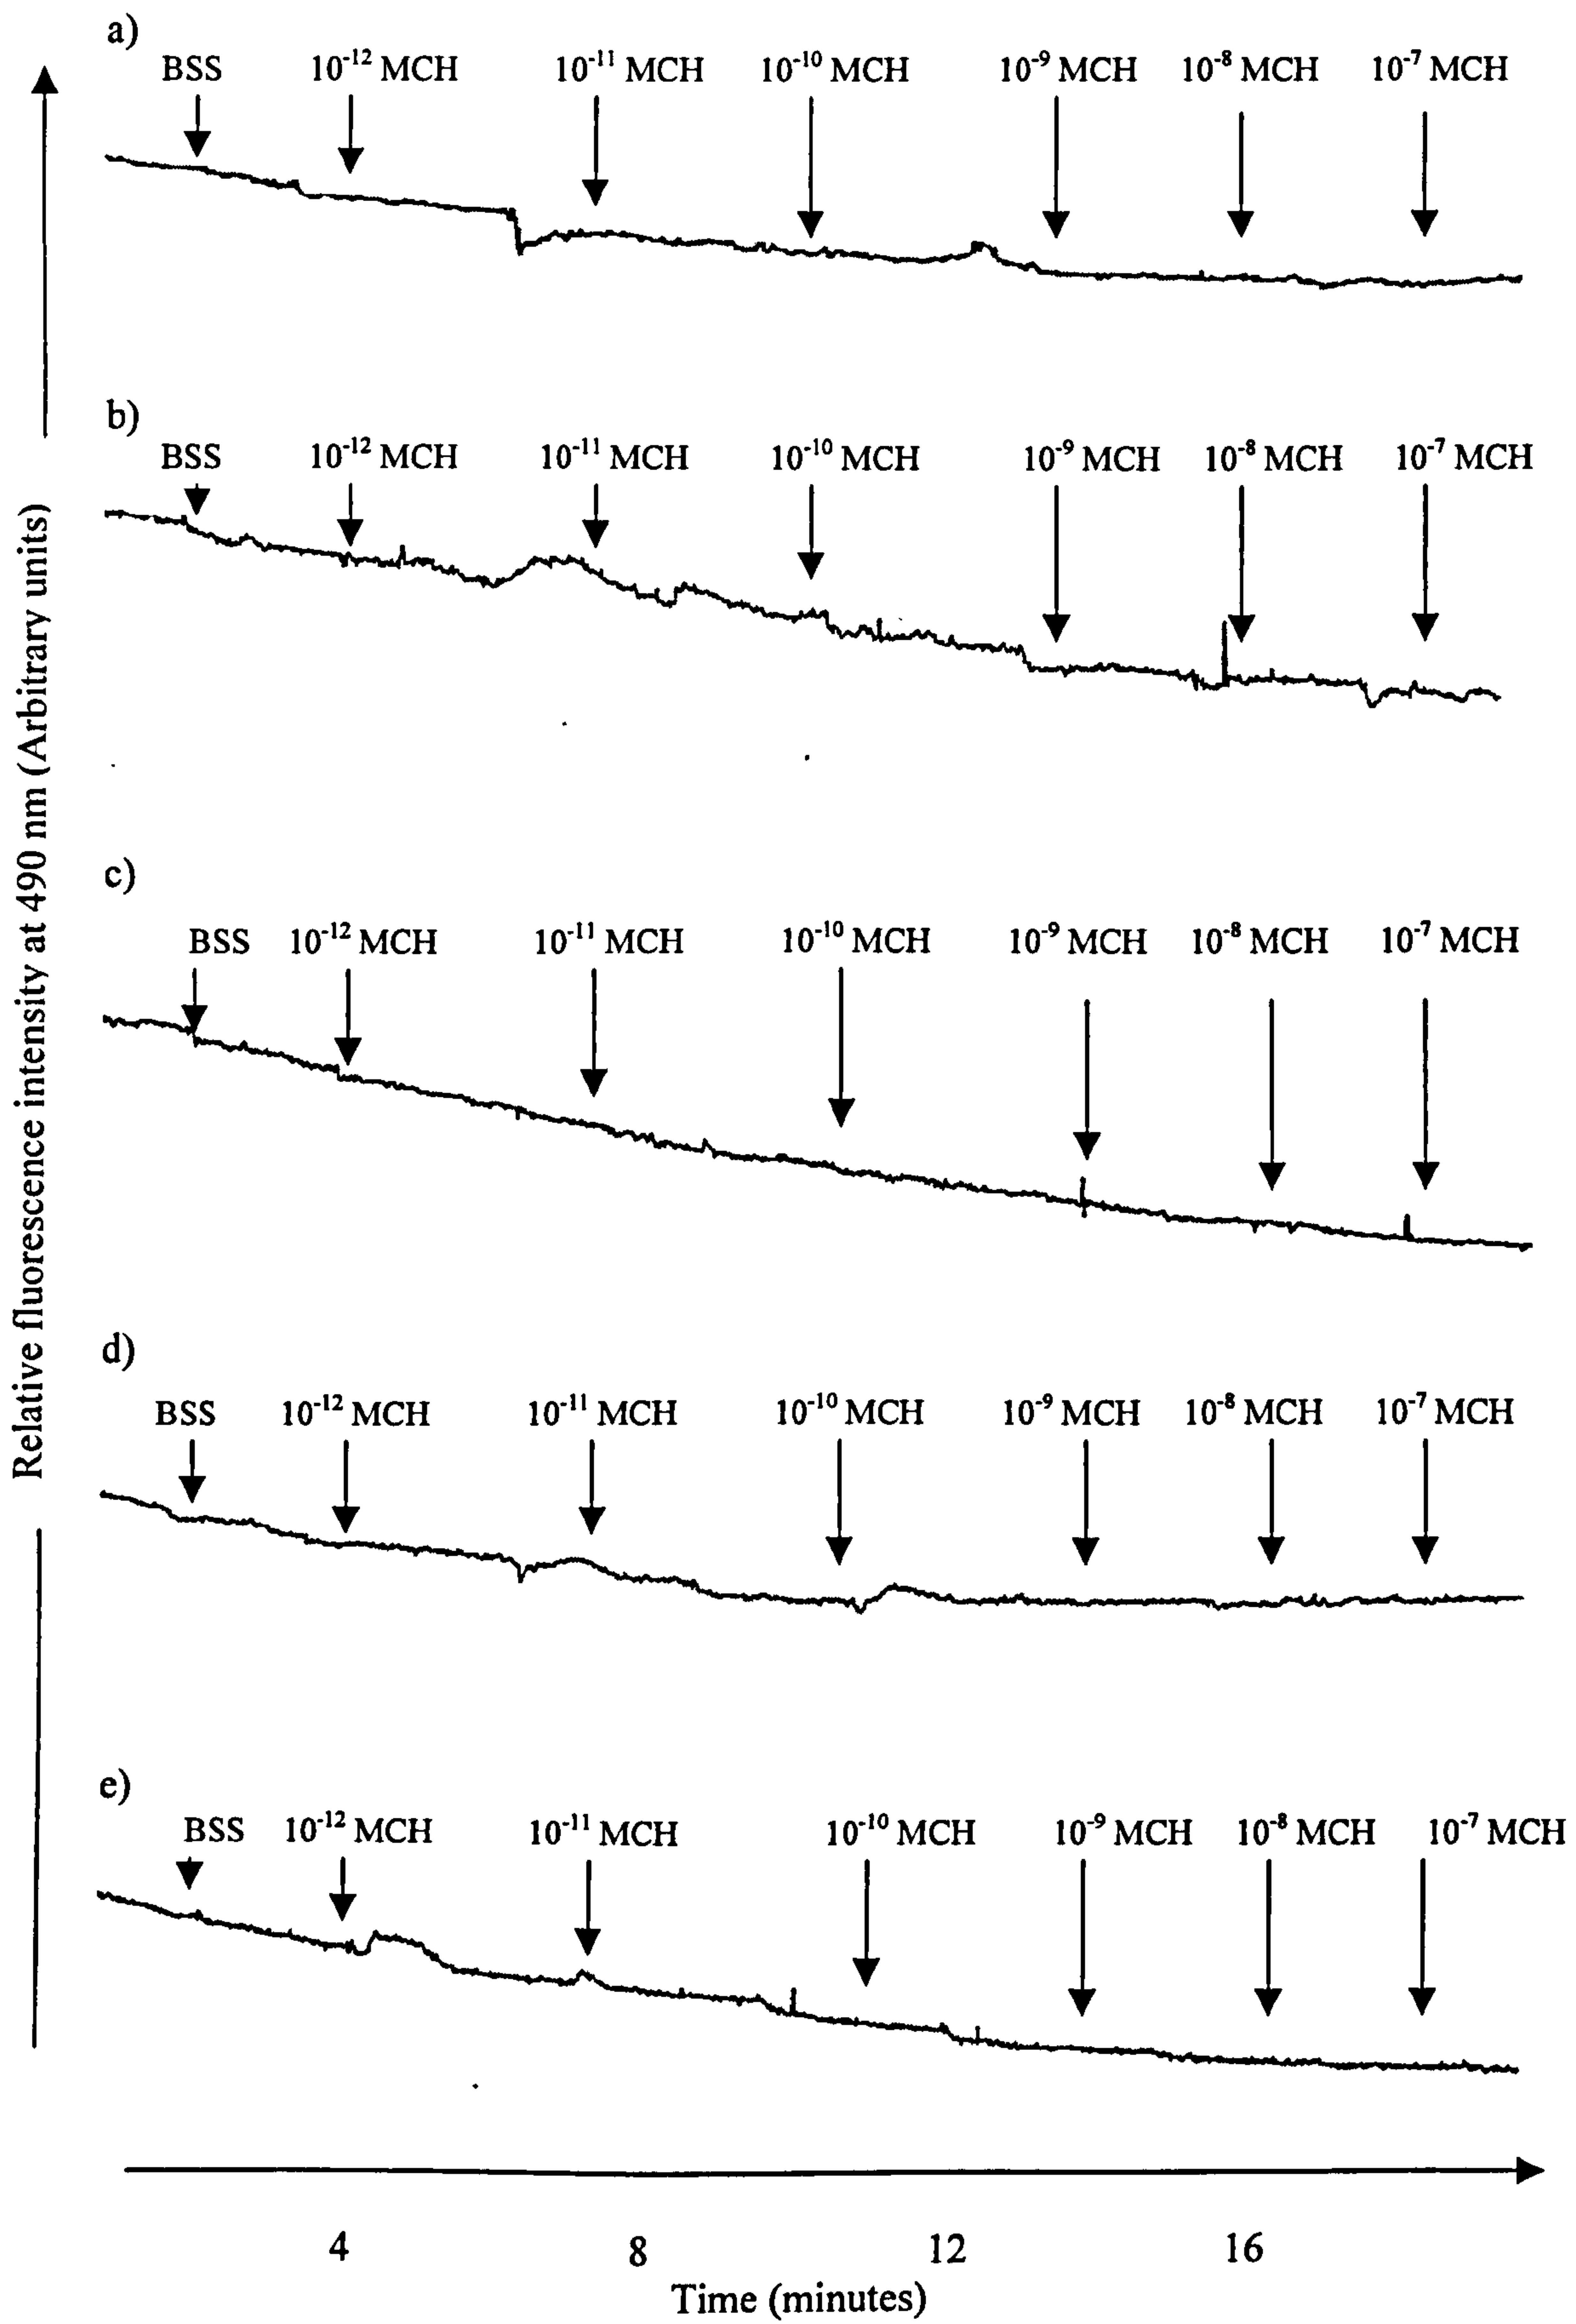 a)
BSS 10⁻¹² MCH 10⁻¹¹ MCH 10⁻¹⁰ MCH 10⁻⁹ MCH 10⁻⁸ MCH 10⁻⁷ MCH
b)
BSS 10⁻¹² MCH 10⁻¹¹ MCH 10⁻¹⁰ MCH 10⁻⁹ MCH 10⁻⁸ MCH 10⁻⁷ MCH
Relative fluorescence intensity at 490 nm (Arbitrary units)
c)
BSS 10⁻¹² MCH 10⁻¹¹ MCH 10⁻¹⁰ MCH 10⁻⁹ MCH 10⁻⁸ MCH 10⁻⁷ MCH
d)
BSS 10⁻¹² MCH 10⁻¹¹ MCH 10⁻¹⁰ MCH 10⁻⁹ MCH 10⁻⁸ MCH 10⁻⁷ MCH
e)
BSS 10⁻¹² MCH 10⁻¹¹ MCH 10⁻¹⁰ MCH 10⁻⁹ MCH 10⁻⁸ MCH 10⁻⁷ MCH
4 8 12 16
Time (minutes)